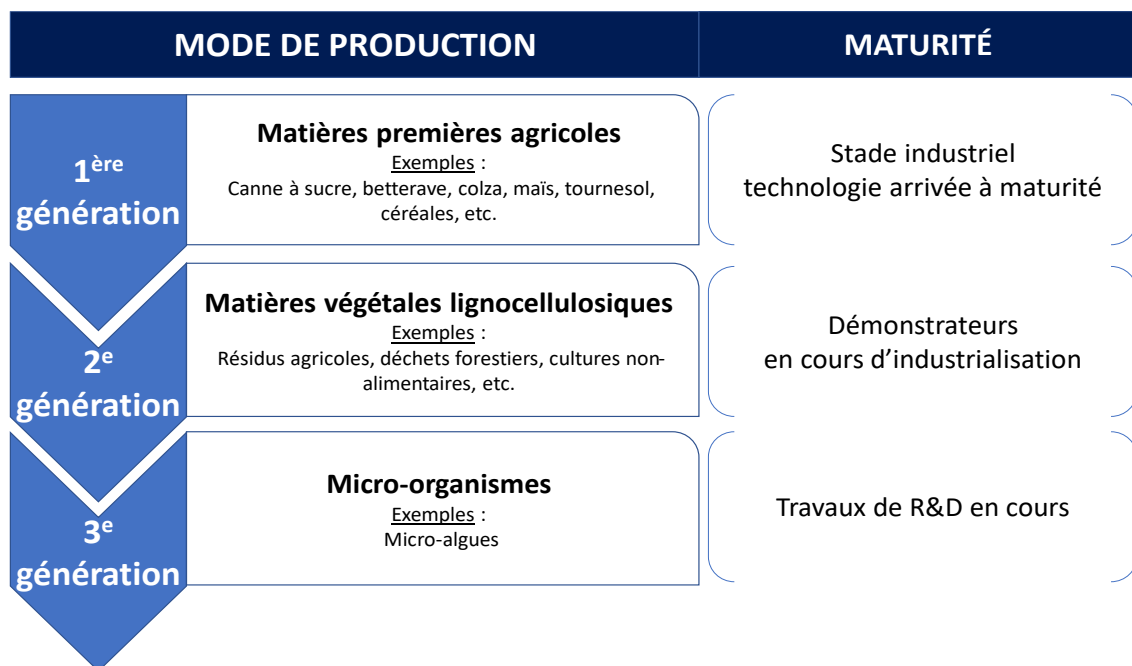 MODE DE PRODUCTION
MATURITÉ
1ère
génération
Matières premières agricoles
Exemples :
Canne à sucre, betterave, colza, maïs, tournesol,
céréales, etc.
Stade industriel
technologie arrivée à maturité
2e
génération
Matières végétales lignocellulosiques
Exemples :
Résidus agricoles, déchets forestiers, cultures non-
alimentaires, etc.
Démonstrateurs
en cours d’industrialisation
3e
génération
Micro-organismes
Exemples :
Micro-algues
Travaux de R&D en cours